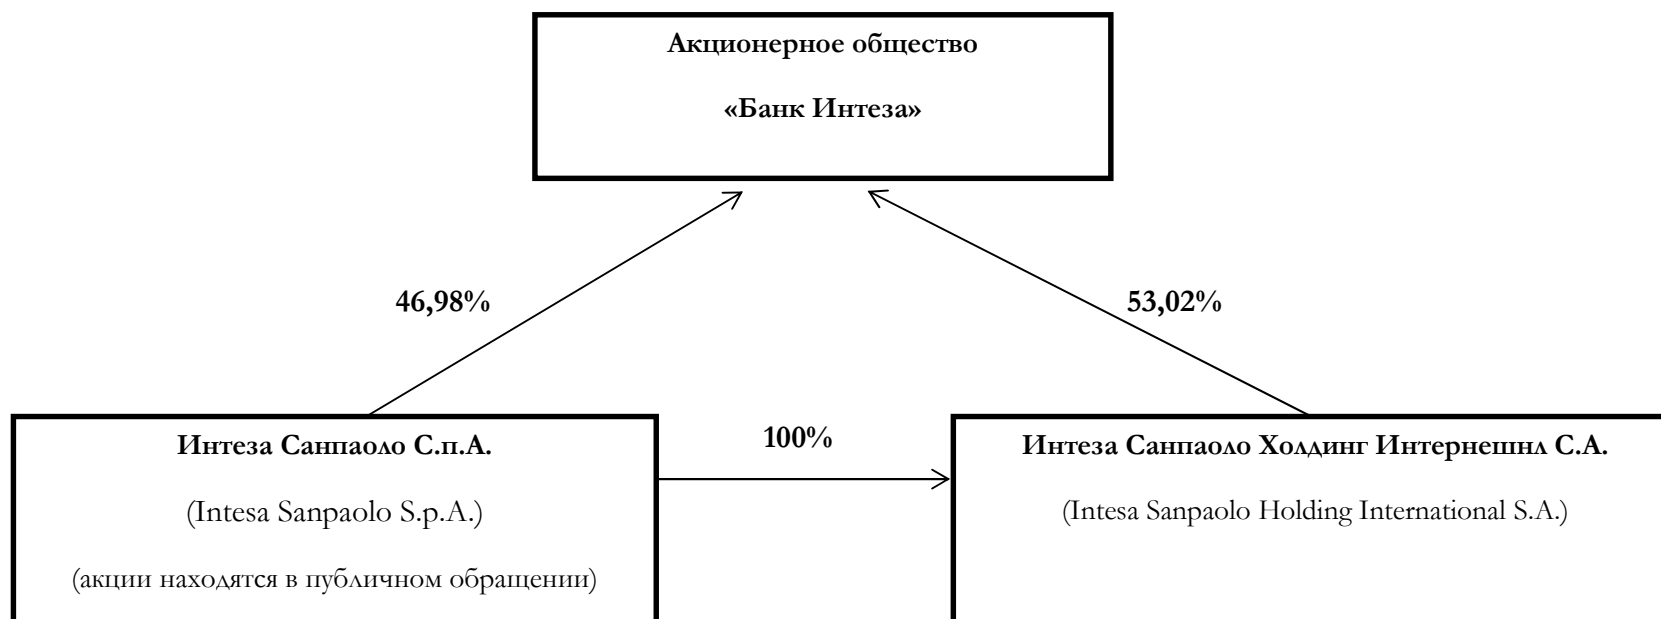 Акционерное общество
«Банк Интеза»
46,98%
53,02%
100%
Интеза Санпаоло С.п.А.
(Intesa Sanpaolo S.p.A.)
(акции находятся в публичном обращении)
Интеза Санпаоло Холдинг Интернешнл С.А.
(Intesa Sanpaolo Holding International S.A.)